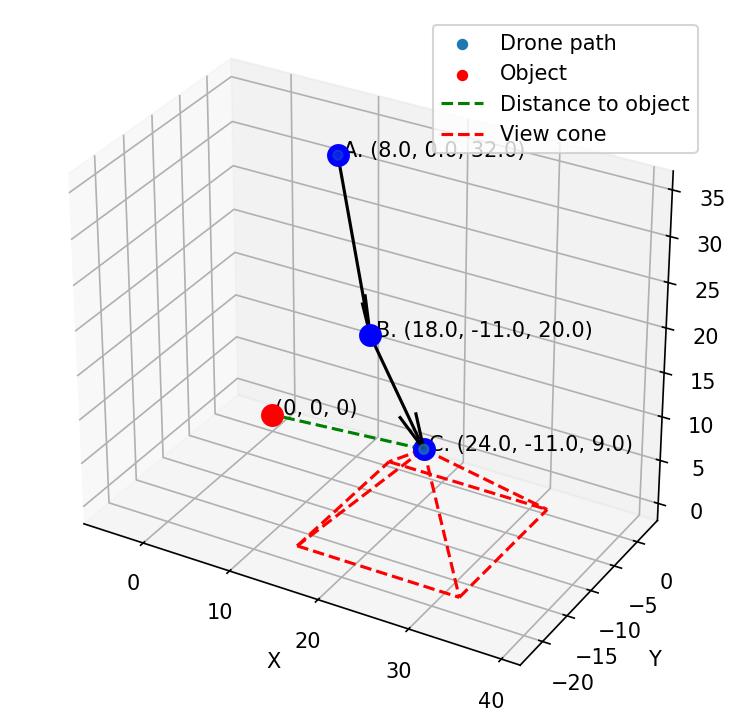 Drone path
Object
Distance to object
View cone
A. (8.0, 0.0, 32.0)
B. (18.0, -11.0, 20.0)
(0, 0, 0)
C. (24.0, -11.0, 9.0)
35
30
25
20
15
10
5
0
0
10
20
30
40
X
0
−5
−10
−15
−20
Y